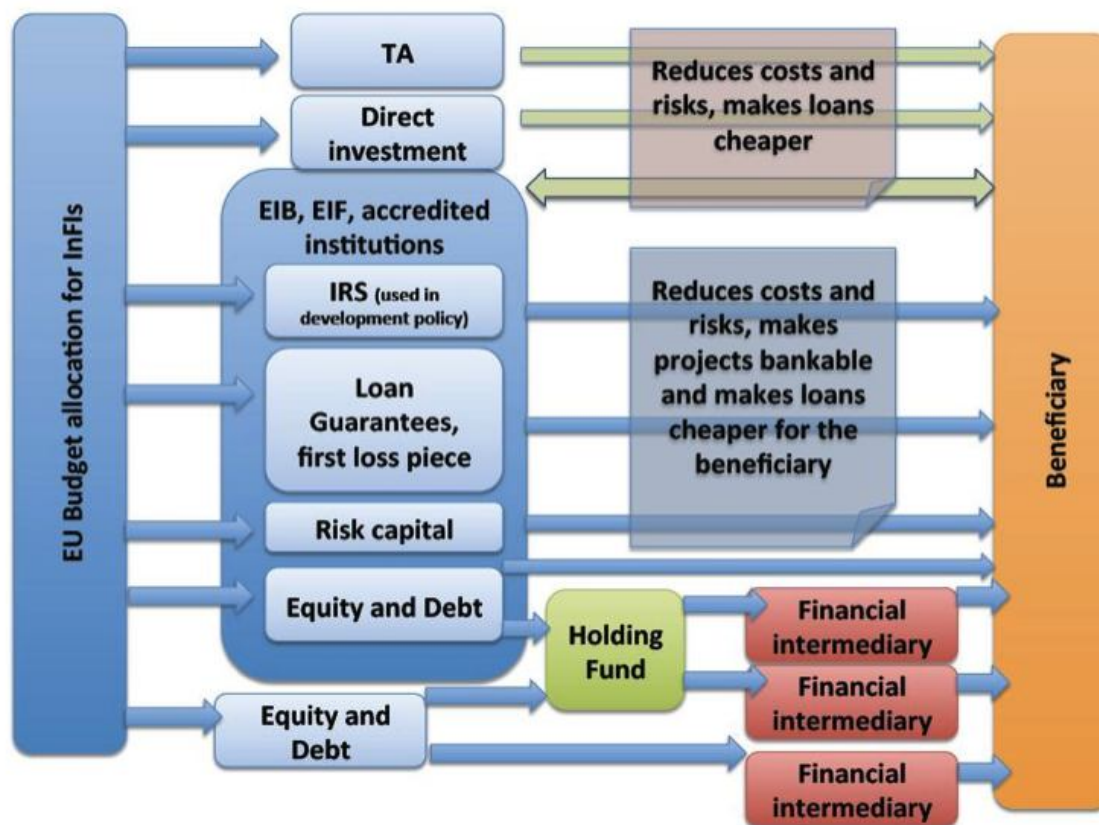 EU Budget allocation for InFIs
TA
Direct
investment
EIB, EIF, accredited
institutions
IRS (used in
development policy)
Loan
Guarantees,
first loss piece
Risk capital
Equity and Debt
Equity and
Debt
Reduces costs and
risks, makes loans
cheaper
Reduces costs and
risks, makes
projects bankable
and makes loans
cheaper for the
beneficiary
Holding
Fund
Financial
intermediary
Financial
intermediary
Financial
intermediary
Beneficiary